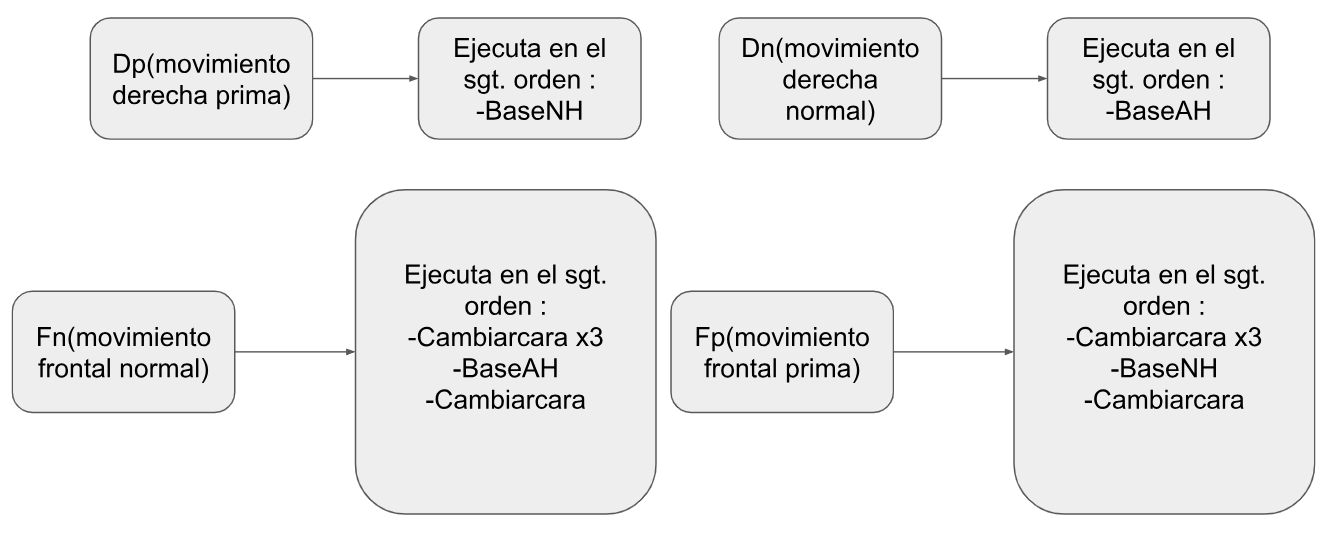 Dp(movimiento
derecha prima)
Ejecuta en el
sgt. orden :
-BaseNH
Dn(movimiento
derecha
normal)
Ejecuta en el
sgt. orden :
-BaseAH
Fn(movimiento
frontal normal)
Ejecuta en el sgt.
orden :
-Cambiarcara x3
-BaseAH
-Cambiarcara
Fp(movimiento
frontal prima)
Ejecuta en el sgt.
orden :
-Cambiarcara x3
-BaseNH
-Cambiarcara